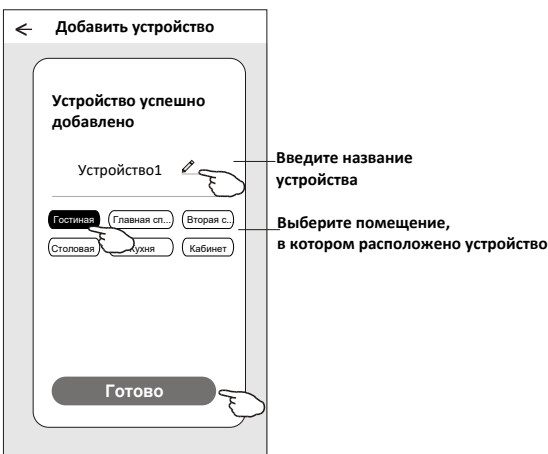 Добавить устройство
Устройство успешно
добавлено
Устройство1
Введите название
устройства
Гостиная Главная сп... Вторая с...
Столовая Кухня Кабинет
Выберите помещение,
в котором расположено устройство
Готово